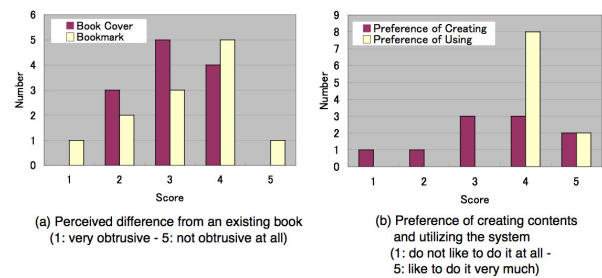 6
5
4
3
2
1
0
Number
Book Cover
Bookmark
1 2 3 4 5
Score
(a) Perceived difference from an existing book
(1: very obtrusive - 5: not obtrusive at all)
9
8
7
6
5
4
3
2
1
0
Number
Preference of Creating
Preference of Using
1 2 3 4 5
Score
(b) Preference of creating contents
and utilizing the system
(1: do not like to do it at all -
5: like to do it very much)